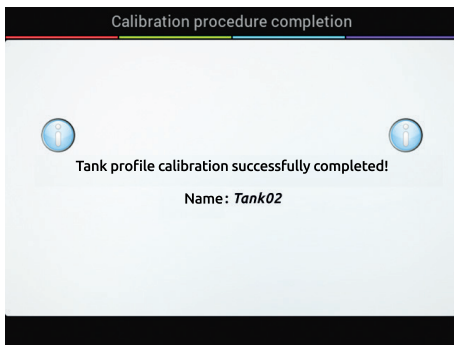 Calibration procedure completion
Tank profile calibration successfully completed!
Name: Tank02